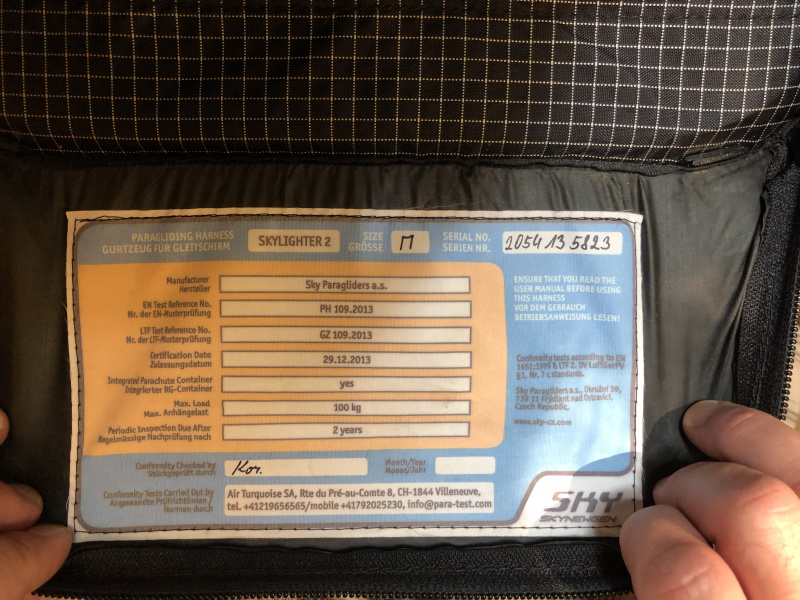 PARAGLIDING HARNESS
GURTZEUG FÜR GLEITSCHIRM
SKYLIGHTER 2
SIZE
GRÖSSE
M
SERIAL NO.
SERIEN NR.
2054 13 5823
Manufacturer
Hersteller
Sky Paragliders a.s.
EN Test Reference No.
Nr. der EN-Musterprüfung
PH 109.2013
LTF Test Reference No.
Nr. der LTF-Musterprüfung
GZ 109.2013
Certification Date
Zulassungsdatum
29.12.2013
Integrated Parachute Container
Integrierter RG-Container
yes
Max. Load
Max. Anhängelast
100 kg
Periodic Inspection Due After
Regelmässige Nachprüfung nach
2 years
ENSURE THAT YOU READ THE
USER MANUAL BEFORE USING
THIS HARNESS
VOR DEM GEBRAUCH
BETRIEBSANWEISUNG LESEN!
Conformity tests according to EN
1651:1999 & LTF 2. DV LuftGerPV
§1, Nr. 7 c standards.
Sky Paragliders a.s., Okružní 39,
739 11 Frýdlant nad Ostravicí,
Czech Republic,
www.sky-cz.com
Conformity Checked by
Stückgeprüft durch
Kor.
Month/Year
Monat/Jahr
Conformity Tests Carried Out by
Angewandte Prüfrichtlinien /
Normen durch
Air Turquoise SA, Rte du Pré-au-Comte 8, CH-1844 Villeneuve,
tel. +41219656565/mobile +41792025230, info@para-test.com
SKY
SKYNEWGEN